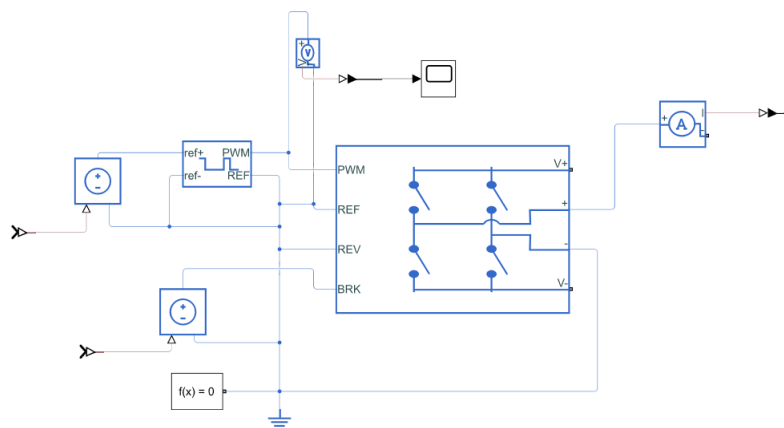 V
ref+ PWM
ref- REF
PWM
REF
REV
BRK
V+
+
-
V-
+
A
I
f(x) = 0